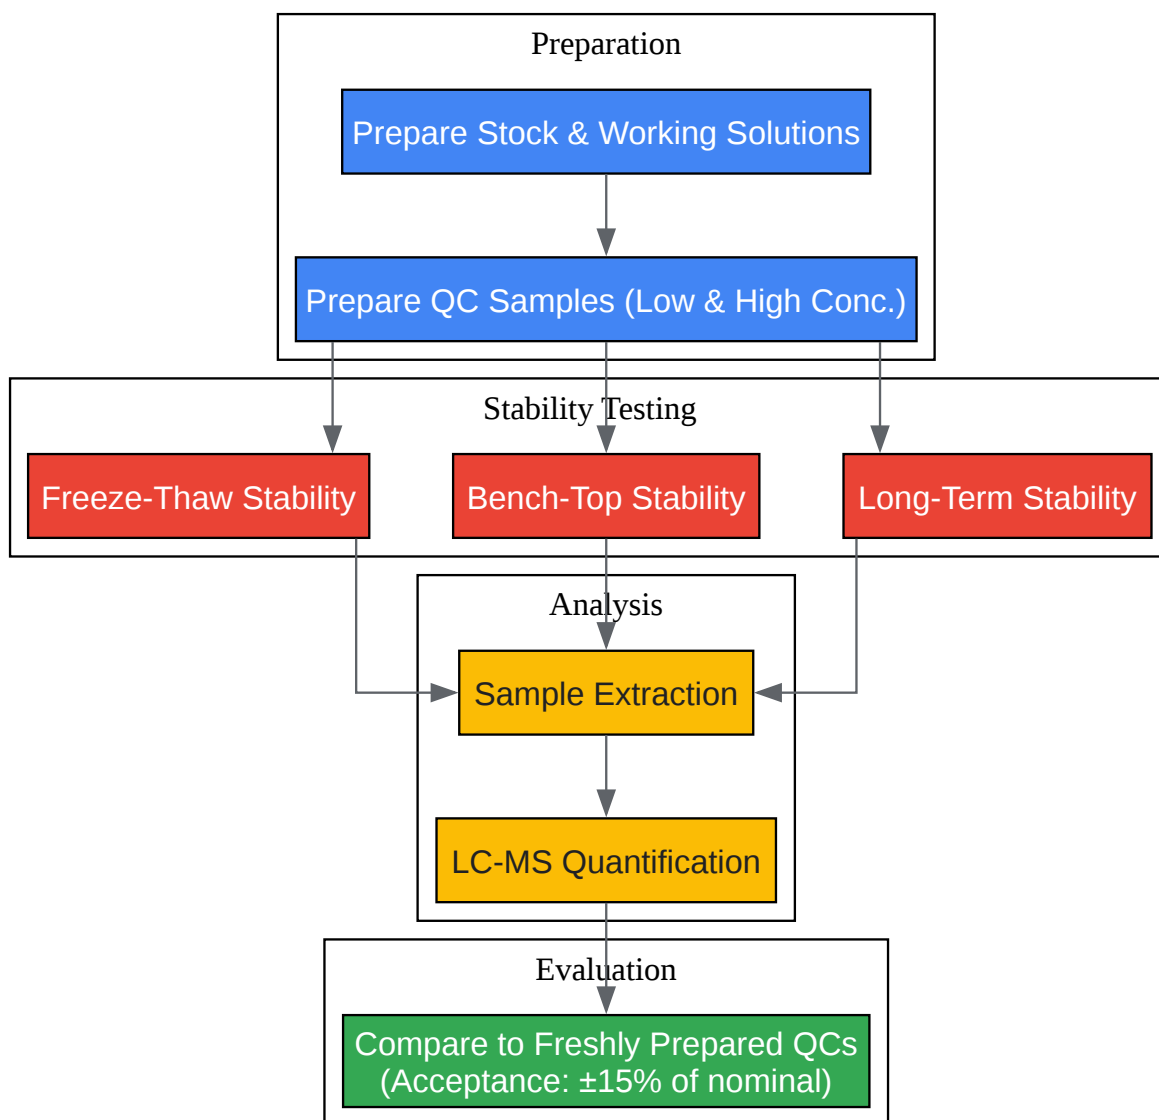 Preparation
Prepare Stock & Working Solutions
Prepare QC Samples (Low & High Conc.)
Stability Testing
Freeze-Thaw Stability
Bench-Top Stability
Long-Term Stability
Analysis
Sample Extraction
LC-MS Quantification
Evaluation
Compare to Freshly Prepared QCs
(Acceptance: ±15% of nominal)